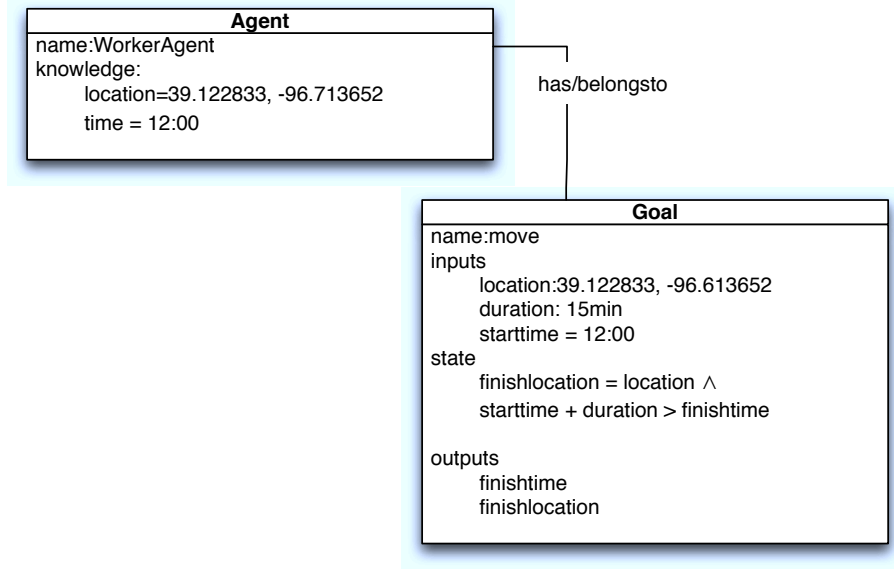 Agent
name:WorkerAgent
knowledge:
location=39.122833, -96.713652
time = 12:00
has/belongsto
Goal
name:move
inputs
location:39.122833, -96.613652
duration: 15min
starttime = 12:00
state
finishlocation = location ∧
starttime + duration > finishtime
outputs
finishtime
finishlocation